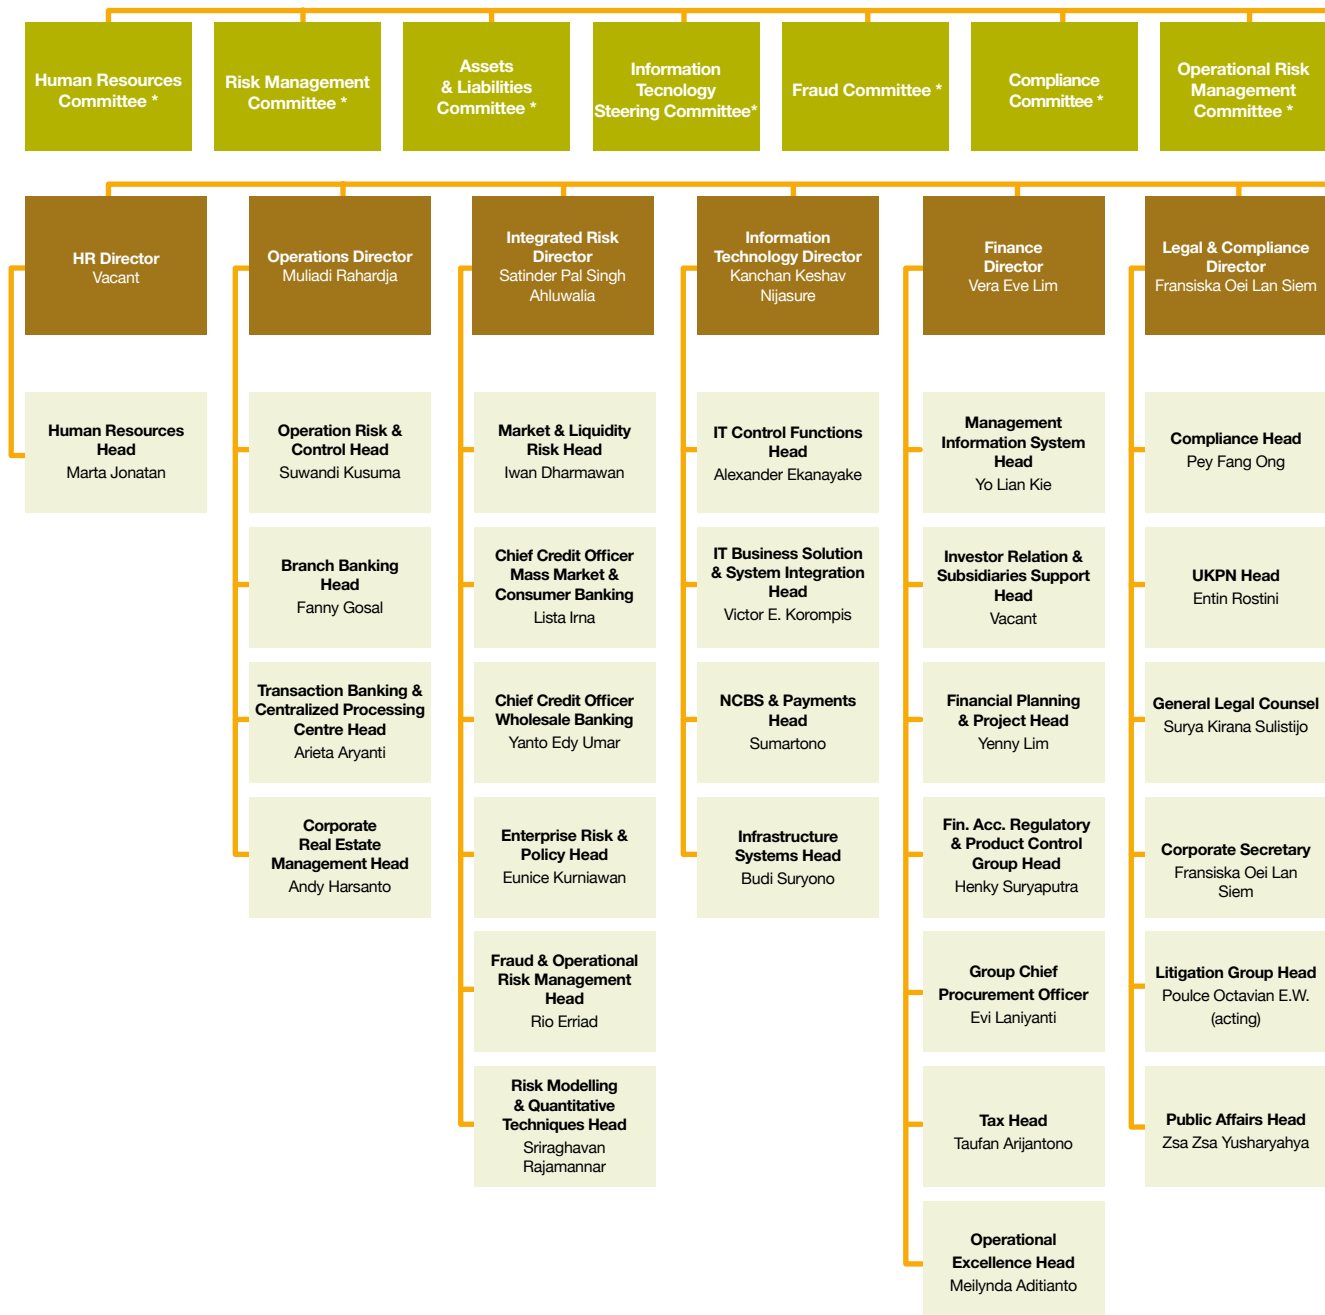 Human Resources
Committee *
Risk Management
Committee *
Assets
& Liabilities
Committee *
Information
Tecnology
Steering Committee*
Fraud Committee *
Compliance
Committee *
Operational Risk
Management
Committee *
HR Director
Vacant
Operations Director
Muliadi Rahardja
Integrated Risk
Director
Satinder Pal Singh
Ahluwalia
Information
Technology Director
Kanchan Keshav
Nijasure
Finance
Director
Vera Eve Lim
Legal & Compliance
Director
Fransiska Oei Lan Siem
Human Resources
Head
Marta Jonatan
Operation Risk &
Control Head
Suwandi Kusuma
Branch Banking
Head
Fanny Gosal
Transaction Banking &
Centralized Processing
Centre Head
Arieta Aryanti
Corporate
Real Estate
Management Head
Andy Harsanto
Market & Liquidity
Risk Head
Iwan Dharmawan
Chief Credit Officer
Mass Market &
Consumer Banking
Lista Irna
Chief Credit Officer
Wholesale Banking
Yanto Edy Umar
Enterprise Risk &
Policy Head
Eunice Kurniawan
Fraud & Operational
Risk Management
Head
Rio Erriad
Risk Modelling
& Quantitative
Techniques Head
Sriraghavan
Rajamannar
IT Control Functions
Head
Alexander Ekanayake
IT Business Solution
& System Integration
Head
Victor E. Korompis
NCBS & Payments
Head
Sumartono
Infrastructure
Systems Head
Budi Suryono
Management
Information System
Head
Yo Lian Kie
Investor Relation &
Subsidiaries Support
Head
Vacant
Financial Planning
& Project Head
Yenny Lim
Fin. Acc. Regulatory
& Product Control
Group Head
Henky Suryaputra
Group Chief
Procurement Officer
Evi Laniyanti
Tax Head
Taufan Arijantono
Operational
Excellence Head
Meilynda Aditianto
Compliance Head
Pey Fang Ong
UKPN Head
Entin Rostini
General Legal Counsel
Surya Kirana Sulistijo
Corporate Secretary
Fransiska Oei Lan
Siem
Litigation Group Head
Poulce Octavian E.W.
(acting)
Public Affairs Head
Zsa Zsa Yusharyahya